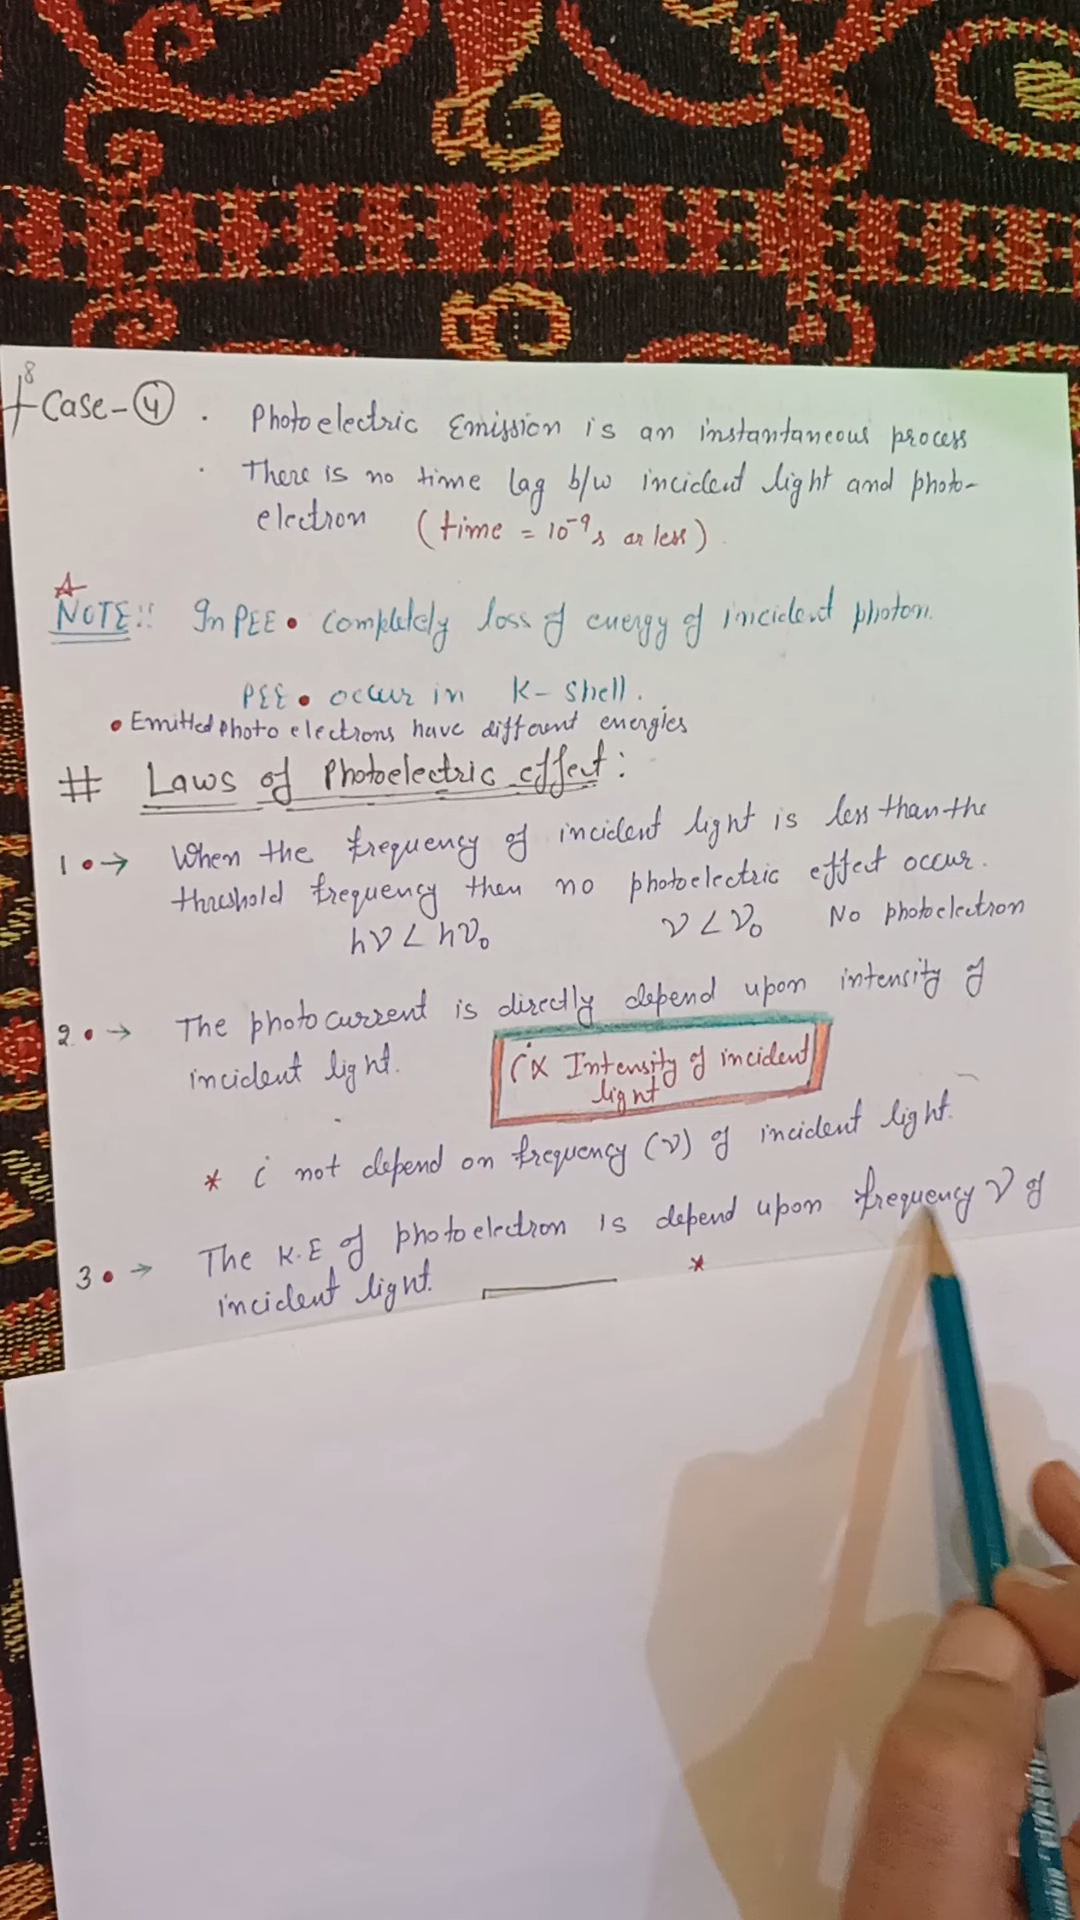 8
Case-4 . Photoelectric Emission is an instantaneous process
. There is no time lag b/w incident light and photo-
electron (time = 10⁻⁹s or less).
NOTE!! In PEE • completely loss of energy of incident photon.
PEE • occur in K-shell.
• Emitted photo electrons have different energies
# Laws of Photoelectric effect:
1 •→ When the frequency of incident light is less than the
threshold frequency then no photoelectric effect occur.
hν < hν₀ ν < ν₀ No photoelectron
2 •→ The photocurrent is directly depend upon intensity of
incident light.
i ∝ Intensity of incident
light
* i not depend on frequency (ν) of incident light.
3 •→ The K.E of photoelectron is depend upon frequency ν of
incident light. *